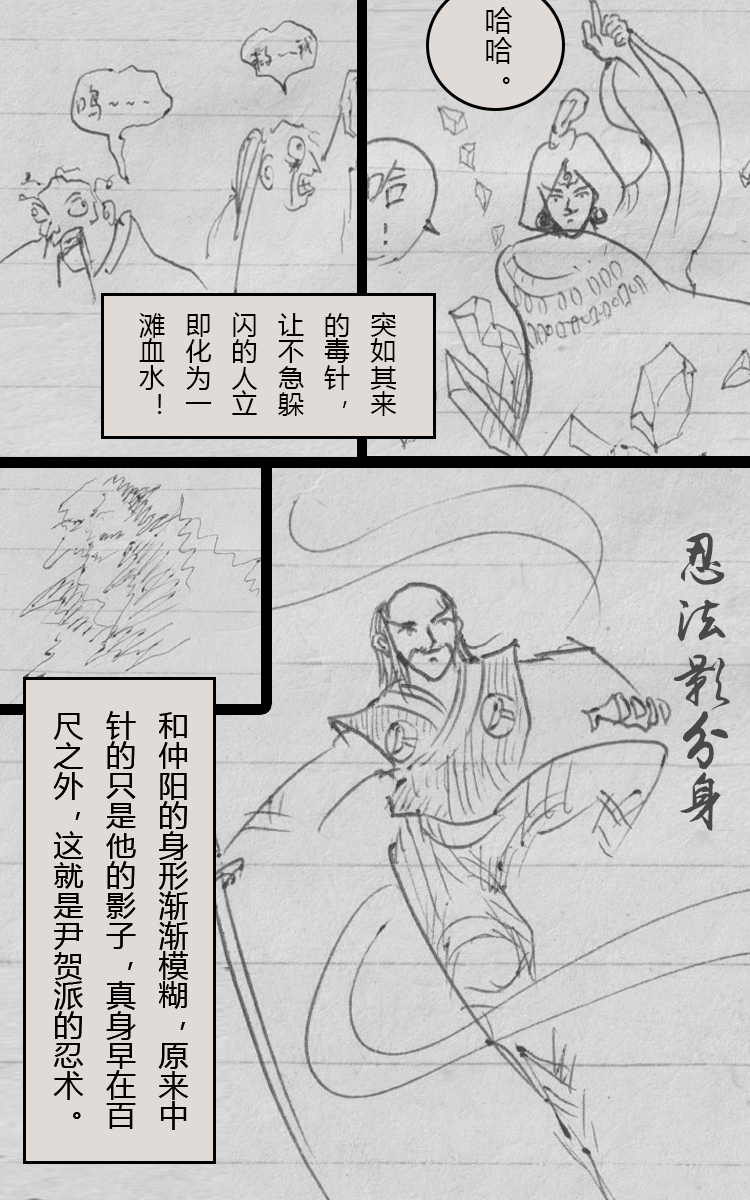 哈
哈。
哈！
呜~~~
突如其来
的毒针，
让不急躲
闪的人立
即化为一
滩血水！
忍法影分身
和仲阳的身形渐渐模糊，原来中
针的只是他的影子，真身早在百
尺之外，这就是尹贺派的忍术。